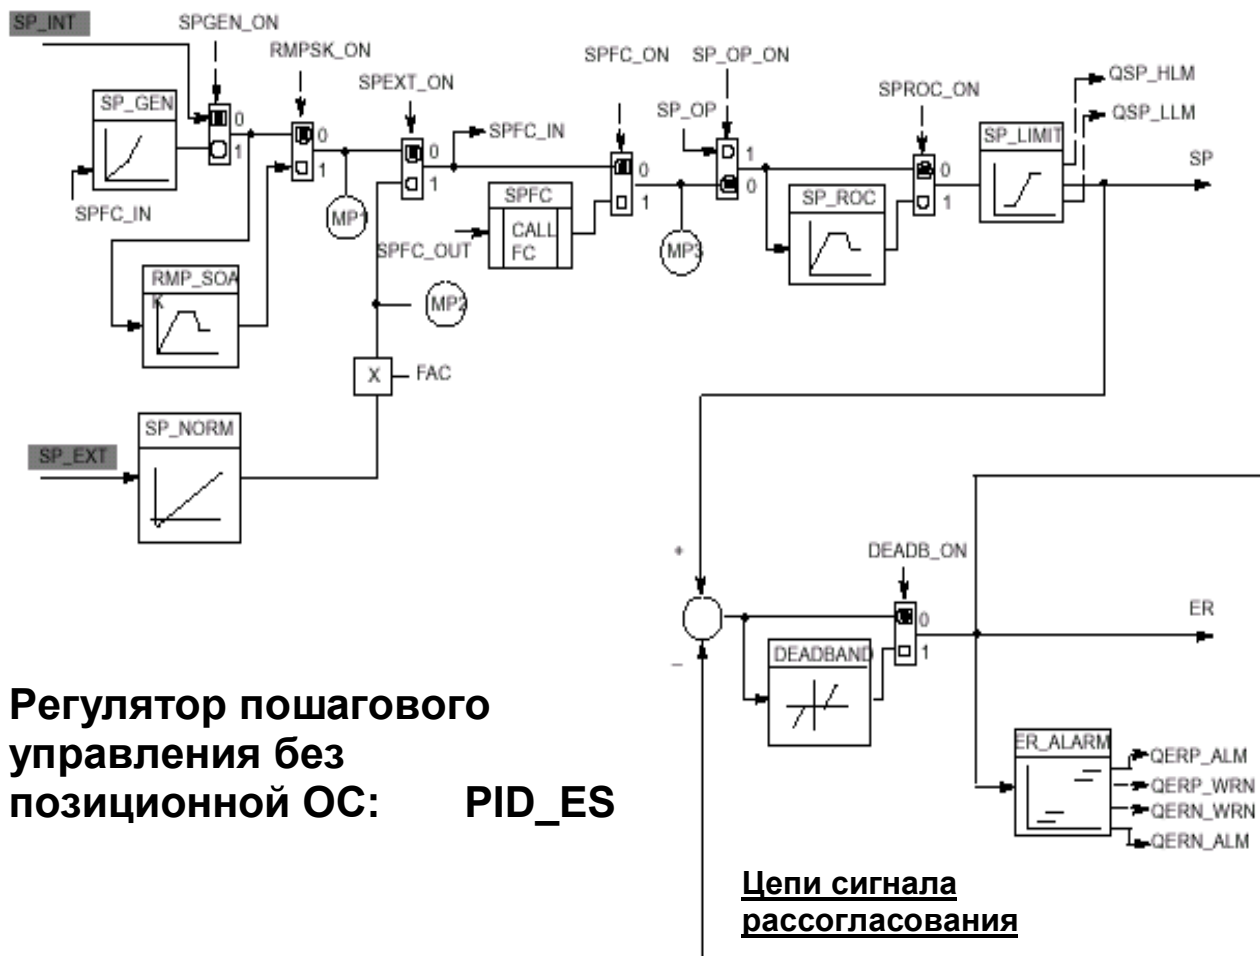 SP_INT
SPGEN_ON
RMPSK_ON
SPEXT_ON
SPFC_ON
SP_OP_ON
SPROC_ON
QSP_HLM
QSP_LLM
SP_GEN
0
1
0
1
0
1
SPFC_IN
SP_OP
1
0
0
1
0
1
SP_LIMIT
SP
SPFC_IN
MP1
SPFC
CALL
FC
SPFC_OUT
MP3
SP_ROC
RMP_SOA
K
MP2
X
FAC
SP_NORM
SP_EXT
+
DEADB_ON
0
1
ER
−
DEADBAND
Регулятор пошагового
управления без
позиционной ОС: PID_ES
ER_ALARM
QERP_ALM
QERP_WRN
QERN_WRN
QERN_ALM
Цепи сигнала
рассогласования